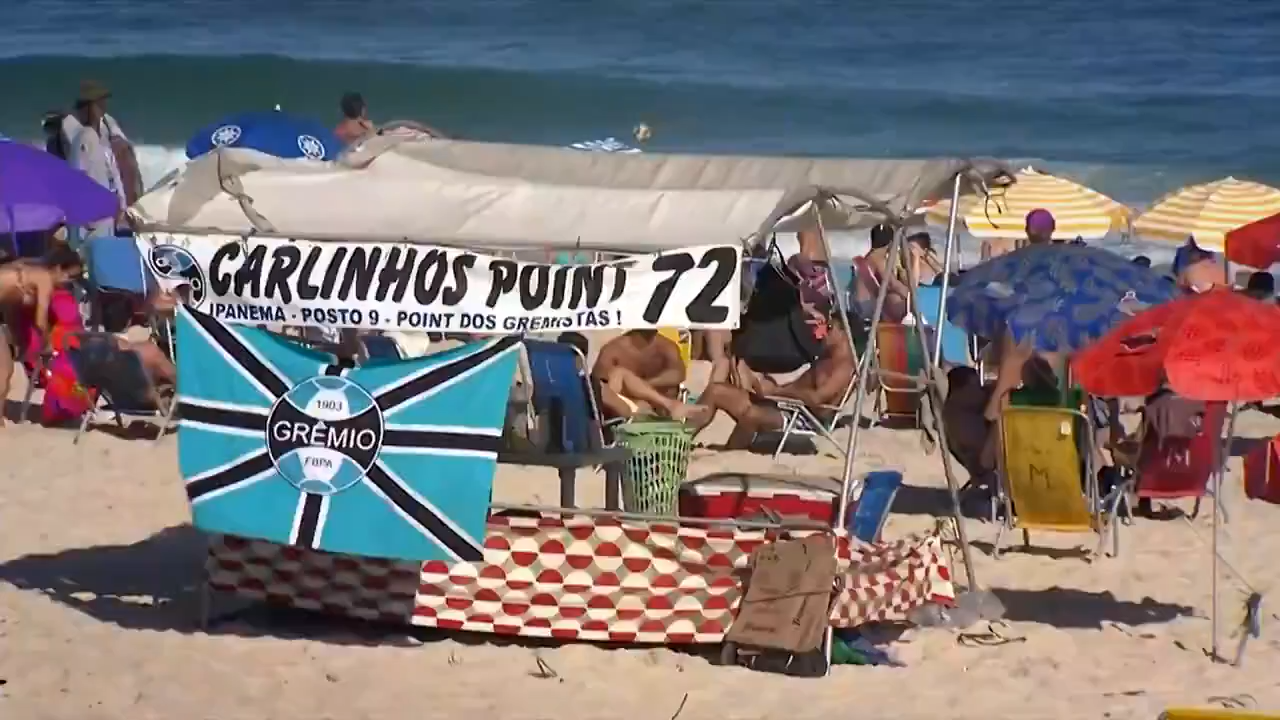 CARLINHOS POINT 72
IPANEMA - POSTO 9 - POINT DOS GREMISTAS !
1903
GRÊMIO
FBPA
M
M